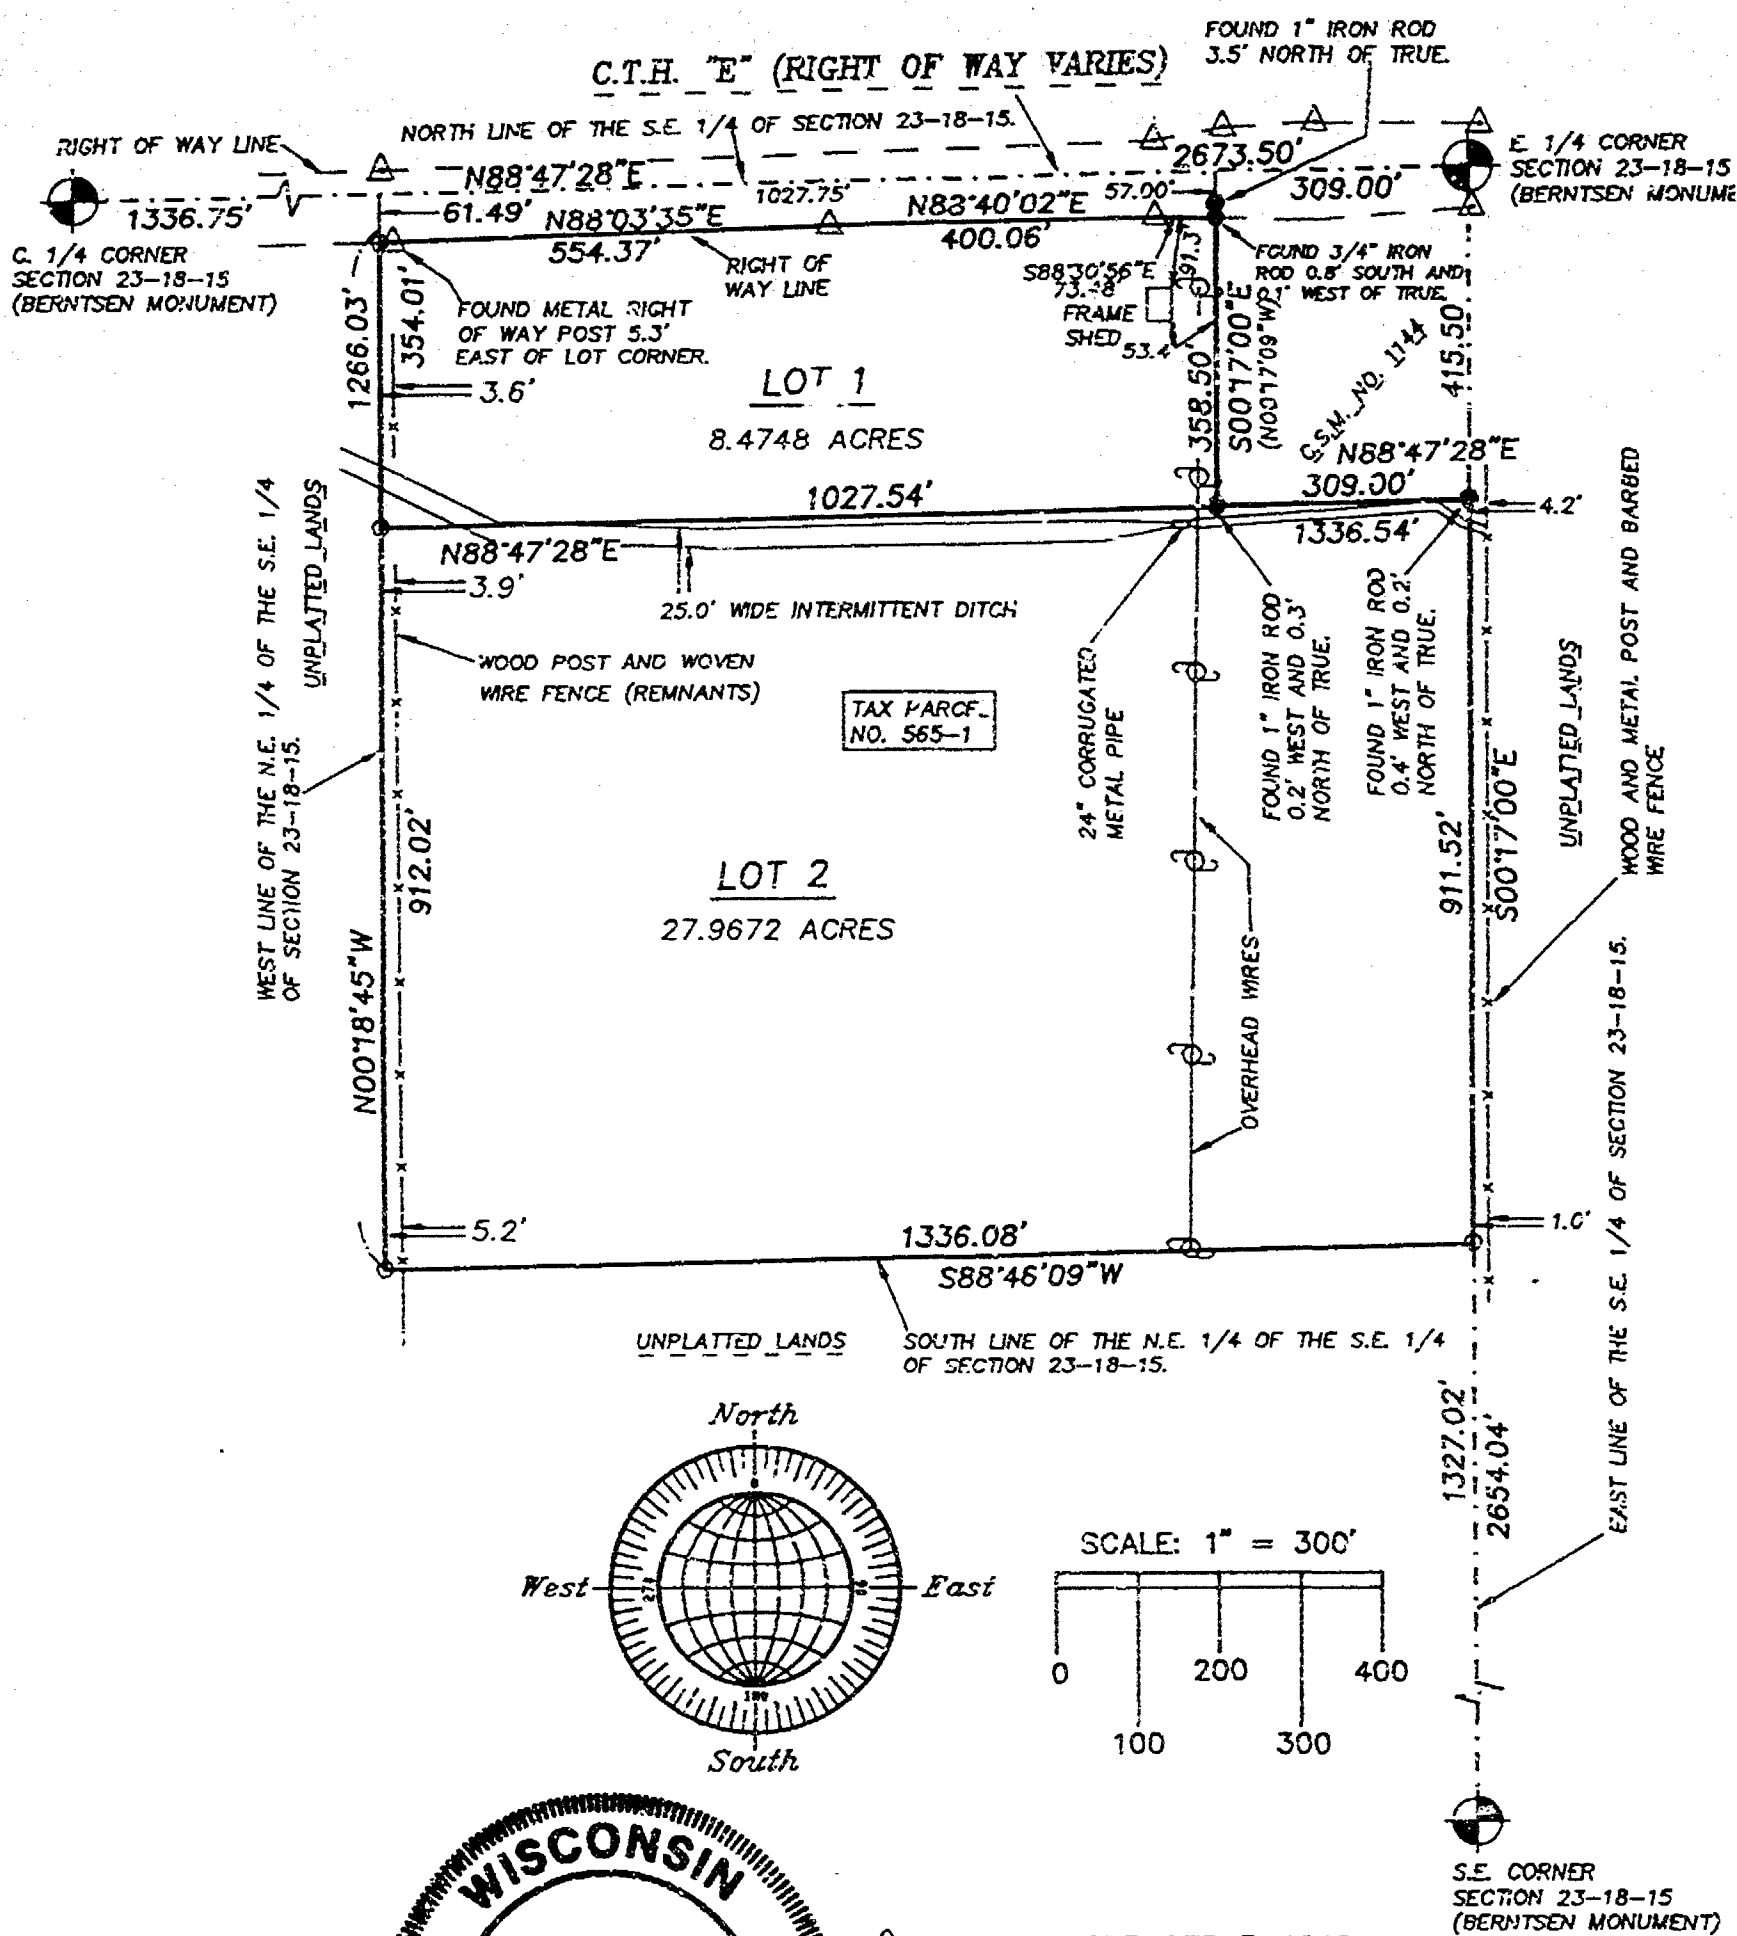 FOUND 1" IRON ROD
3.5' NORTH OF TRUE.
C.T.H. "E" (RIGHT OF WAY VARIES)
NORTH LINE OF THE S.E. 1/4 OF SECTION 23-18-15.
RIGHT OF WAY LINE
E. 1/4 CORNER
SECTION 23-18-15
(BERNTSEN MONUME
2673.50'
N88°47'28"E
1027.75'
57.00'
309.00'
1336.75'
61.49'
N88°03'35"E
554.37'
N88°40'02"E
400.06'
C. 1/4 CORNER
SECTION 23-18-15
(BERNTSEN MONUMENT)
RIGHT OF
WAY LINE
FOUND METAL RIGHT
OF WAY POST 5.3'
EAST OF LOT CORNER.
S88°30'56"E
73.48'
FRAME
SHED
53.4'
91.3'
FOUND 3/4" IRON
ROD 0.8' SOUTH AND
0.1' WEST OF TRUE.
1266.03'
354.01'
3.6'
LOT 1
8.4748 ACRES
358.50'
S00°17'00"E
(N00°17'09"W)
C.S.M. NO. 1144
415.50'
N88°47'28"E
309.00'
1027.54'
1336.54'
4.2'
N88°47'28"E
3.9'
25.0' WIDE INTERMITTENT DITCH
WOOD POST AND WOVEN
WIRE FENCE (REMNANTS)
TAX PARCEL
NO. 565-1
UNPLATTED LANDS
WEST LINE OF THE N.E. 1/4 OF THE S.E. 1/4
OF SECTION 23-18-15.
24" CORRUGATED
METAL PIPE
FOUND 1" IRON ROD
0.2' WEST AND 0.3'
NORTH OF TRUE.
FOUND 1" IRON ROD
0.4' WEST AND 0.2'
NORTH OF TRUE.
UNPLATTED LANDS
WOOD AND METAL POST AND BARBED
WIRE FENCE
912.02'
N00°18'45"W
LOT 2
27.9672 ACRES
OVERHEAD WIRES
911.52'
S00°17'00"E
5.2'
1336.08'
S88°46'09"W
1.0'
UNPLATTED LANDS
SOUTH LINE OF THE N.E. 1/4 OF THE S.E. 1/4
OF SECTION 23-18-15.
EAST LINE OF THE S.E. 1/4 OF SECTION 23-18-15.
1327.02'
2654.04'
North
0
West
270
90
East
180
South
SCALE: 1" = 300'
0
200
400
100
300
WISCONSIN
S.E. CORNER
SECTION 23-18-15
(BERNTSEN MONUMENT)